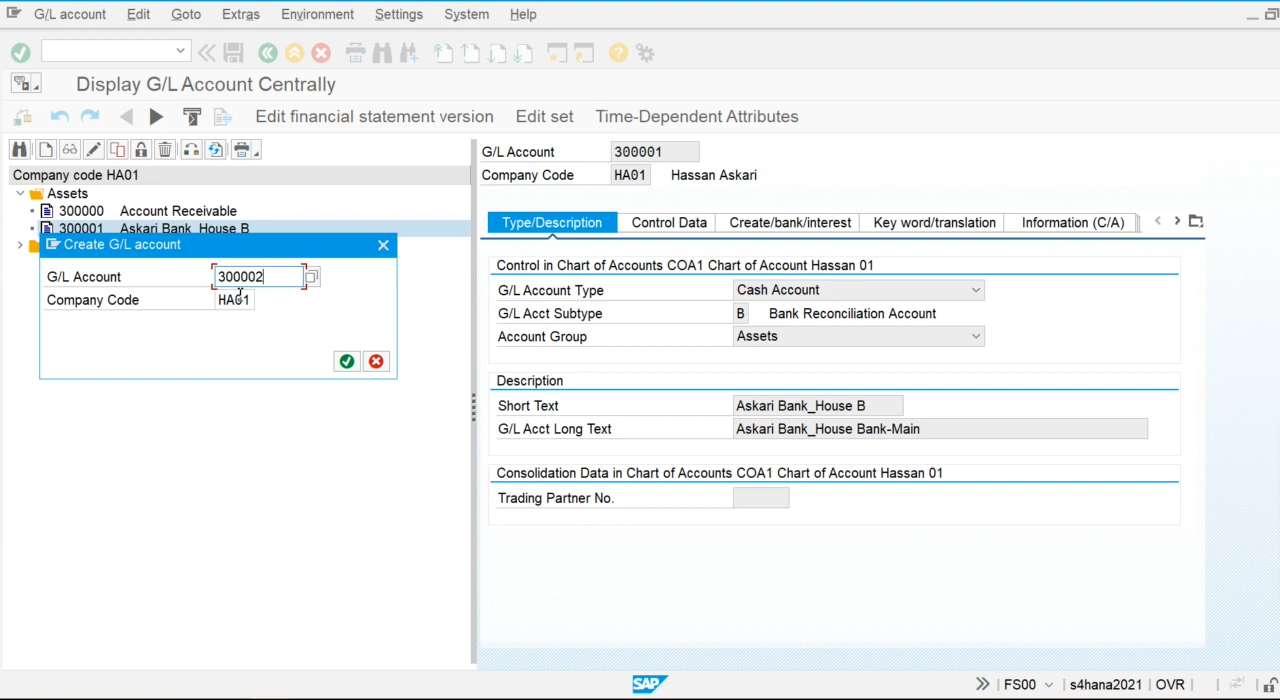 G/L account Edit Goto Extras Environment Settings System Help
Display G/L Account Centrally
Edit financial statement version Edit set Time-Dependent Attributes
Company code HA01
Assets
300000 Account Receivable
300001 Askari Bank_House B
Create G/L account
G/L Account 300002
Company Code HA01
G/L Account 300001
Company Code HA01 Hassan Askari
Type/Description Control Data Create/bank/interest Key word/translation Information (C/A)
Control in Chart of Accounts COA1 Chart of Account Hassan 01
G/L Account Type Cash Account
G/L Acct Subtype B Bank Reconciliation Account
Account Group Assets
Description
Short Text Askari Bank_House B
G/L Acct Long Text Askari Bank_House Bank-Main
Consolidation Data in Chart of Accounts COA1 Chart of Account Hassan 01
Trading Partner No.
SAP FS00 s4hana2021 OVR